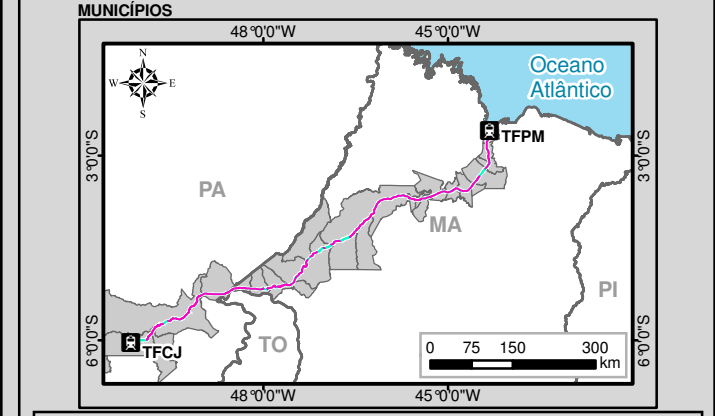 MUNICÍPIOS
48°0'0"W 45°0'0"W
N
W E
S
Oceano
Atlântico
TFPM
3°0'0"S 3°0'0"S
PA
MA
PI
TO
TFCJ
6°0'0"S 6°0'0"S
0 75 150 300
km
48°0'0"W 45°0'0"W